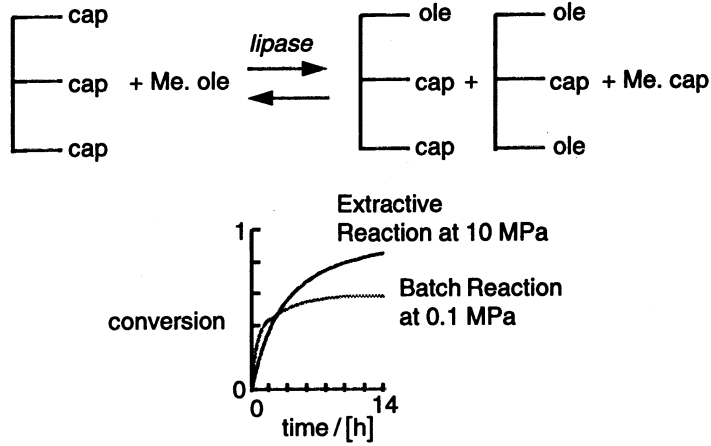 cap
cap + Me. ole
cap
lipase
ole
cap +
cap
ole
cap + Me. cap
ole
Extractive
Reaction at 10 MPa
Batch Reaction
at 0.1 MPa
conversion
1
0
0
14
time / [h]